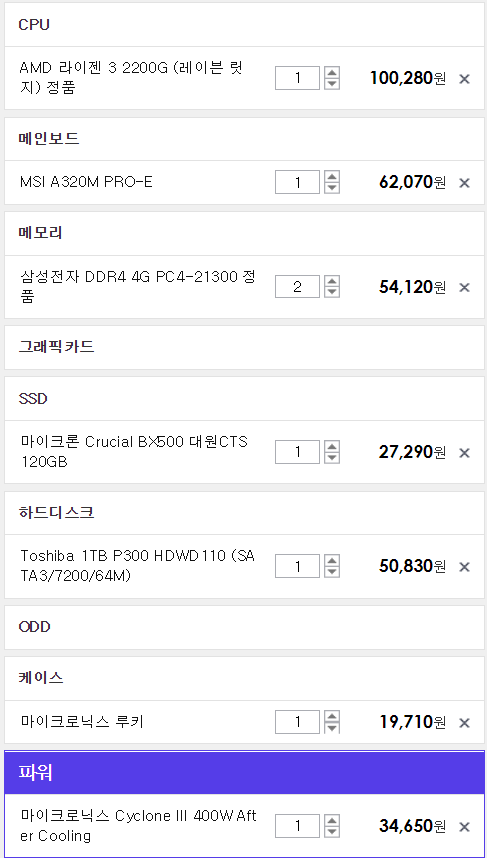 CPU
AMD 라이젠 3 2200G (레이븐 릿
지) 정품
1
100,280원
메인보드
MSI A320M PRO-E
1
62,070원
메모리
삼성전자 DDR4 4G PC4-21300 정
품
2
54,120원
그래픽카드
SSD
마이크론 Crucial BX500 대원CTS
120GB
1
27,290원
하드디스크
Toshiba 1TB P300 HDWD110 (SA
TA3/7200/64M)
1
50,830원
ODD
케이스
마이크로닉스 루키
1
19,710원
파워
마이크로닉스 Cyclone III 400W Aft
er Cooling
1
34,650원